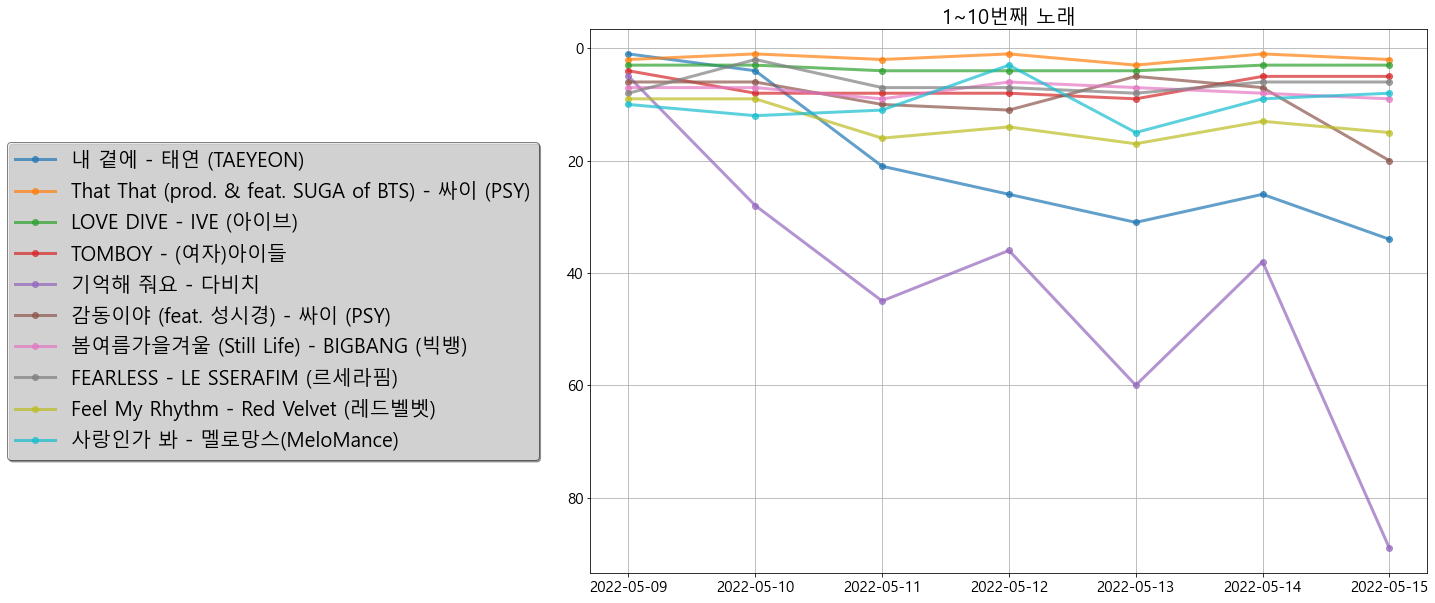 1~10번째 노래
내 곁에 - 태연 (TAEYEON)
That That (prod. & feat. SUGA of BTS) - 싸이 (PSY)
LOVE DIVE - IVE (아이브)
TOMBOY - (여자)아이들
기억해 줘요 - 다비치
감동이야 (feat. 성시경) - 싸이 (PSY)
봄여름가을겨울 (Still Life) - BIGBANG (빅뱅)
FEARLESS - LE SSERAFIM (르세라핌)
Feel My Rhythm - Red Velvet (레드벨벳)
사랑인가 봐 - 멜로망스(MeloMance)
0
20
40
60
80
2022-05-09 2022-05-10 2022-05-11 2022-05-12 2022-05-13 2022-05-14 2022-05-15